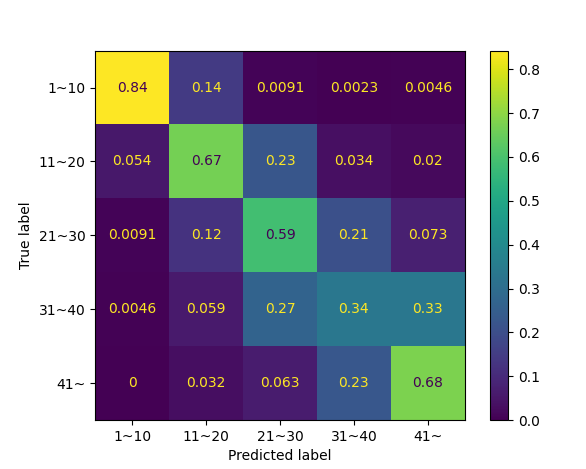 1~10 0.84 0.14 0.0091 0.0023 0.0046
11~20 0.054 0.67 0.23 0.034 0.02
21~30 0.0091 0.12 0.59 0.21 0.073
31~40 0.0046 0.059 0.27 0.34 0.33
41~ 0 0.032 0.063 0.23 0.68
1~10 11~20 21~30 31~40 41~
Predicted label
True label
0.8
0.7
0.6
0.5
0.4
0.3
0.2
0.1
0.0